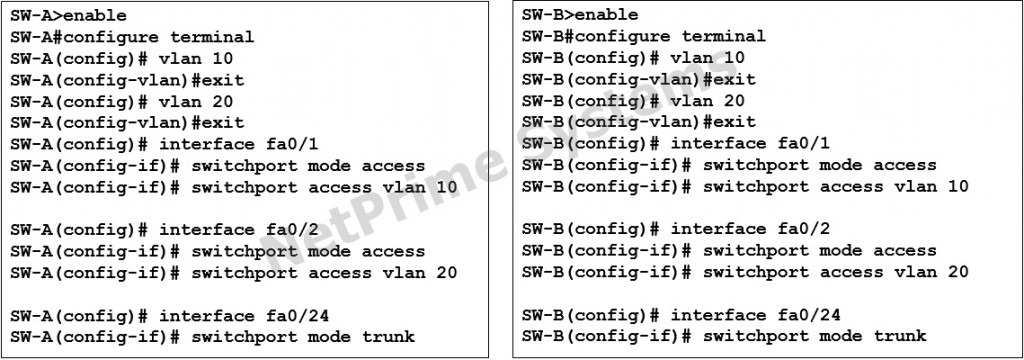 SW-A>enable
SW-A#configure terminal
SW-A(config)# vlan 10
SW-A(config-vlan)#exit
SW-A(config)# vlan 20
SW-A(config-vlan)#exit
SW-A(config)# interface fa0/1
SW-A(config-if)# switchport mode access
SW-A(config-if)# switchport access vlan 10
SW-A(config)# interface fa0/2
SW-A(config-if)# switchport mode access
SW-A(config-if)# switchport access vlan 20
SW-A(config)# interface fa0/24
SW-A(config-if)# switchport mode trunk
SW-B>enable
SW-B#configure terminal
SW-B(config)# vlan 10
SW-B(config-vlan)#exit
SW-B(config)# vlan 20
SW-B(config-vlan)#exit
SW-B(config)# interface fa0/1
SW-B(config-if)# switchport mode access
SW-B(config-if)# switchport access vlan 10
SW-B(config)# interface fa0/2
SW-B(config-if)# switchport mode access
SW-B(config-if)# switchport access vlan 20
SW-B(config)# interface fa0/24
SW-B(config-if)# switchport mode trunk
NetPrime Systems